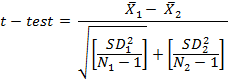 t − test = (X̄₁ − X̄₂) / √([SD₁² / (N₁ − 1)] + [SD₂² / (N₂ − 1)])